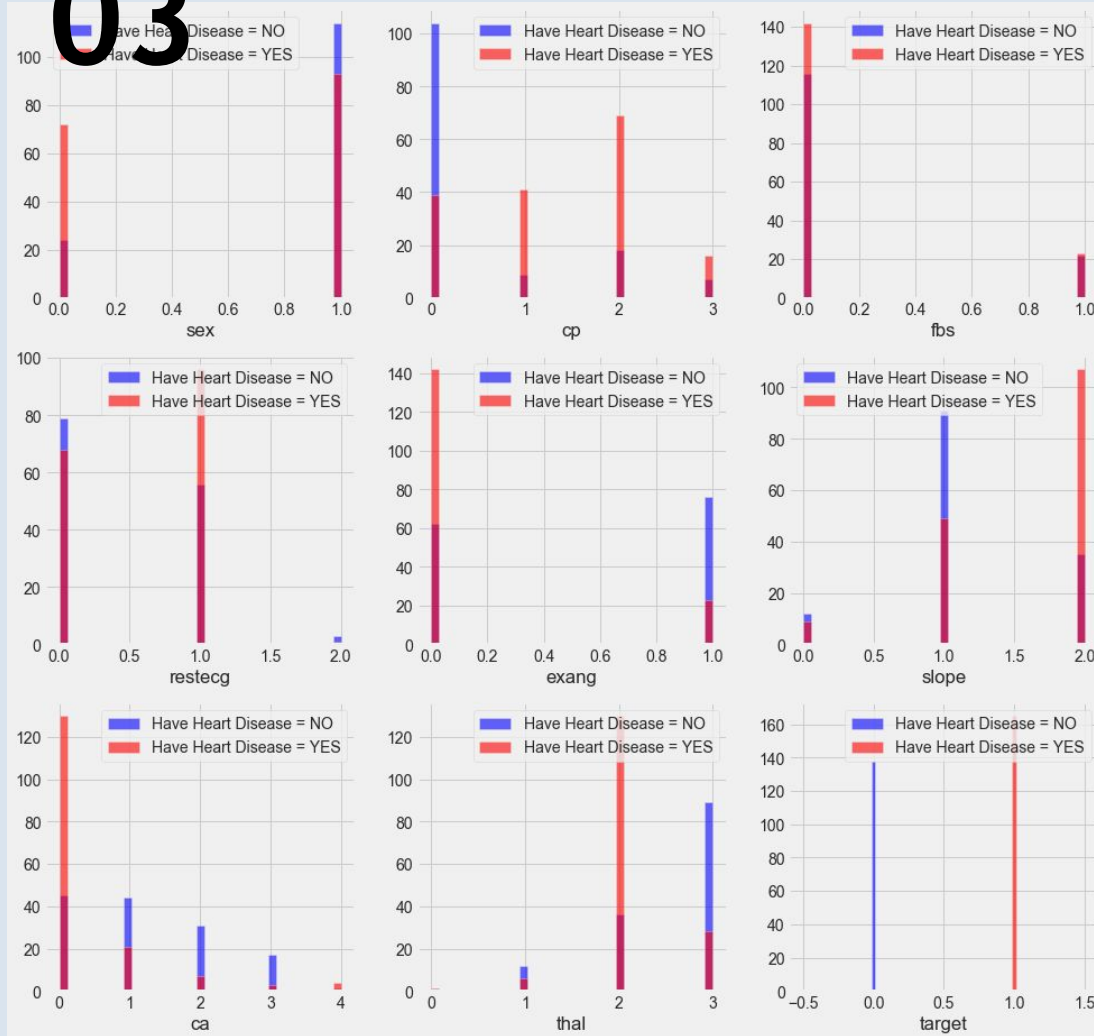 03
ave Heart Disease = NO
ave Heart Disease = YES
100
80
60
40
20
0
0.0 0.2 0.4 0.6 0.8 1.0
sex
Have Heart Disease = NO
Have Heart Disease = YES
100
80
60
40
20
0
0 1 2 3
cp
Have Heart Disease = NO
Have Heart Disease = YES
140
120
100
80
60
40
20
0
0.0 0.2 0.4 0.6 0.8 1.0
fbs
Have Heart Disease = NO
Have Heart Disease = YES
100
80
60
40
20
0
0.0 0.5 1.0 1.5 2.0
restecg
Have Heart Disease = NO
Have Heart Disease = YES
140
120
100
80
60
40
20
0
0.0 0.2 0.4 0.6 0.8 1.0
exang
Have Heart Disease = NO
Have Heart Disease = YES
100
80
60
40
20
0
0.0 0.5 1.0 1.5 2.0
slope
Have Heart Disease = NO
Have Heart Disease = YES
120
100
80
60
40
20
0
0 1 2 3 4
ca
Have Heart Disease = NO
Have Heart Disease = YES
120
100
80
60
40
20
0
0 1 2 3
thal
Have Heart Disease = NO
Have Heart Disease = YES
160
140
120
100
80
60
40
20
0
−0.5 0.0 0.5 1.0 1.5
target